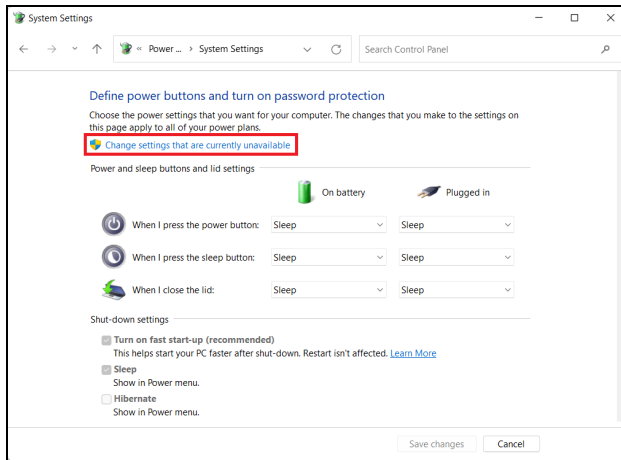 System Settings
« Power ... › System Settings
Search Control Panel
Define power buttons and turn on password protection
Choose the power settings that you want for your computer. The changes that you make to the settings on
this page apply to all of your power plans.
Change settings that are currently unavailable
Power and sleep buttons and lid settings
On battery Plugged in
When I press the power button: Sleep Sleep
When I press the sleep button: Sleep Sleep
When I close the lid: Sleep Sleep
Shut-down settings
Turn on fast start-up (recommended)
This helps start your PC faster after shut-down. Restart isn't affected. Learn More
Sleep
Show in Power menu.
Hibernate
Show in Power menu.
Save changes Cancel